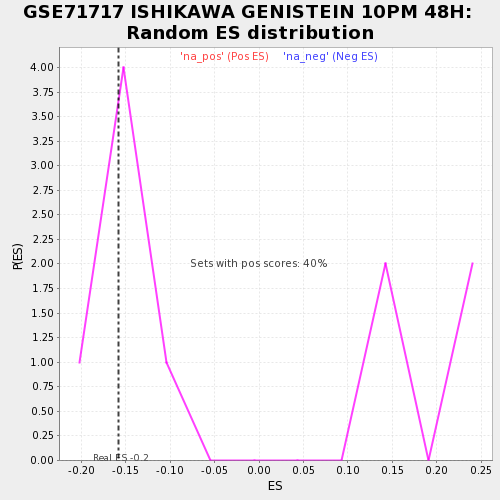 GSE71717 ISHIKAWA GENISTEIN 10PM 48H:
Random ES distribution
'na_pos' (Pos ES) 'na_neg' (Neg ES)
4.00
3.75
3.50
3.25
3.00
2.75
2.50
2.25
2.00
1.75
1.50
1.25
1.00
0.75
0.50
0.25
0.00
P(ES)
Sets with pos scores: 40%
Real ES -0.2
-0.20 -0.15 -0.10 -0.05 0.00 0.05 0.10 0.15 0.20 0.25
ES